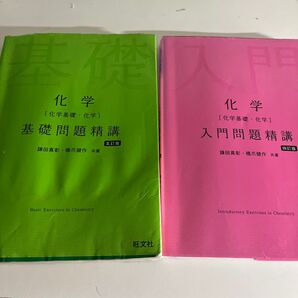 基礎
化学
[化学基礎・化学]
基礎問題精講
鎌田真彰・橋爪健作 共著
Basic Exercises in Chemistry
旺文社
入門
化学
[化学基礎・化学]
入門問題精講
鎌田真彰・橋爪健作 共著
Introductory Exercises in Chemistry